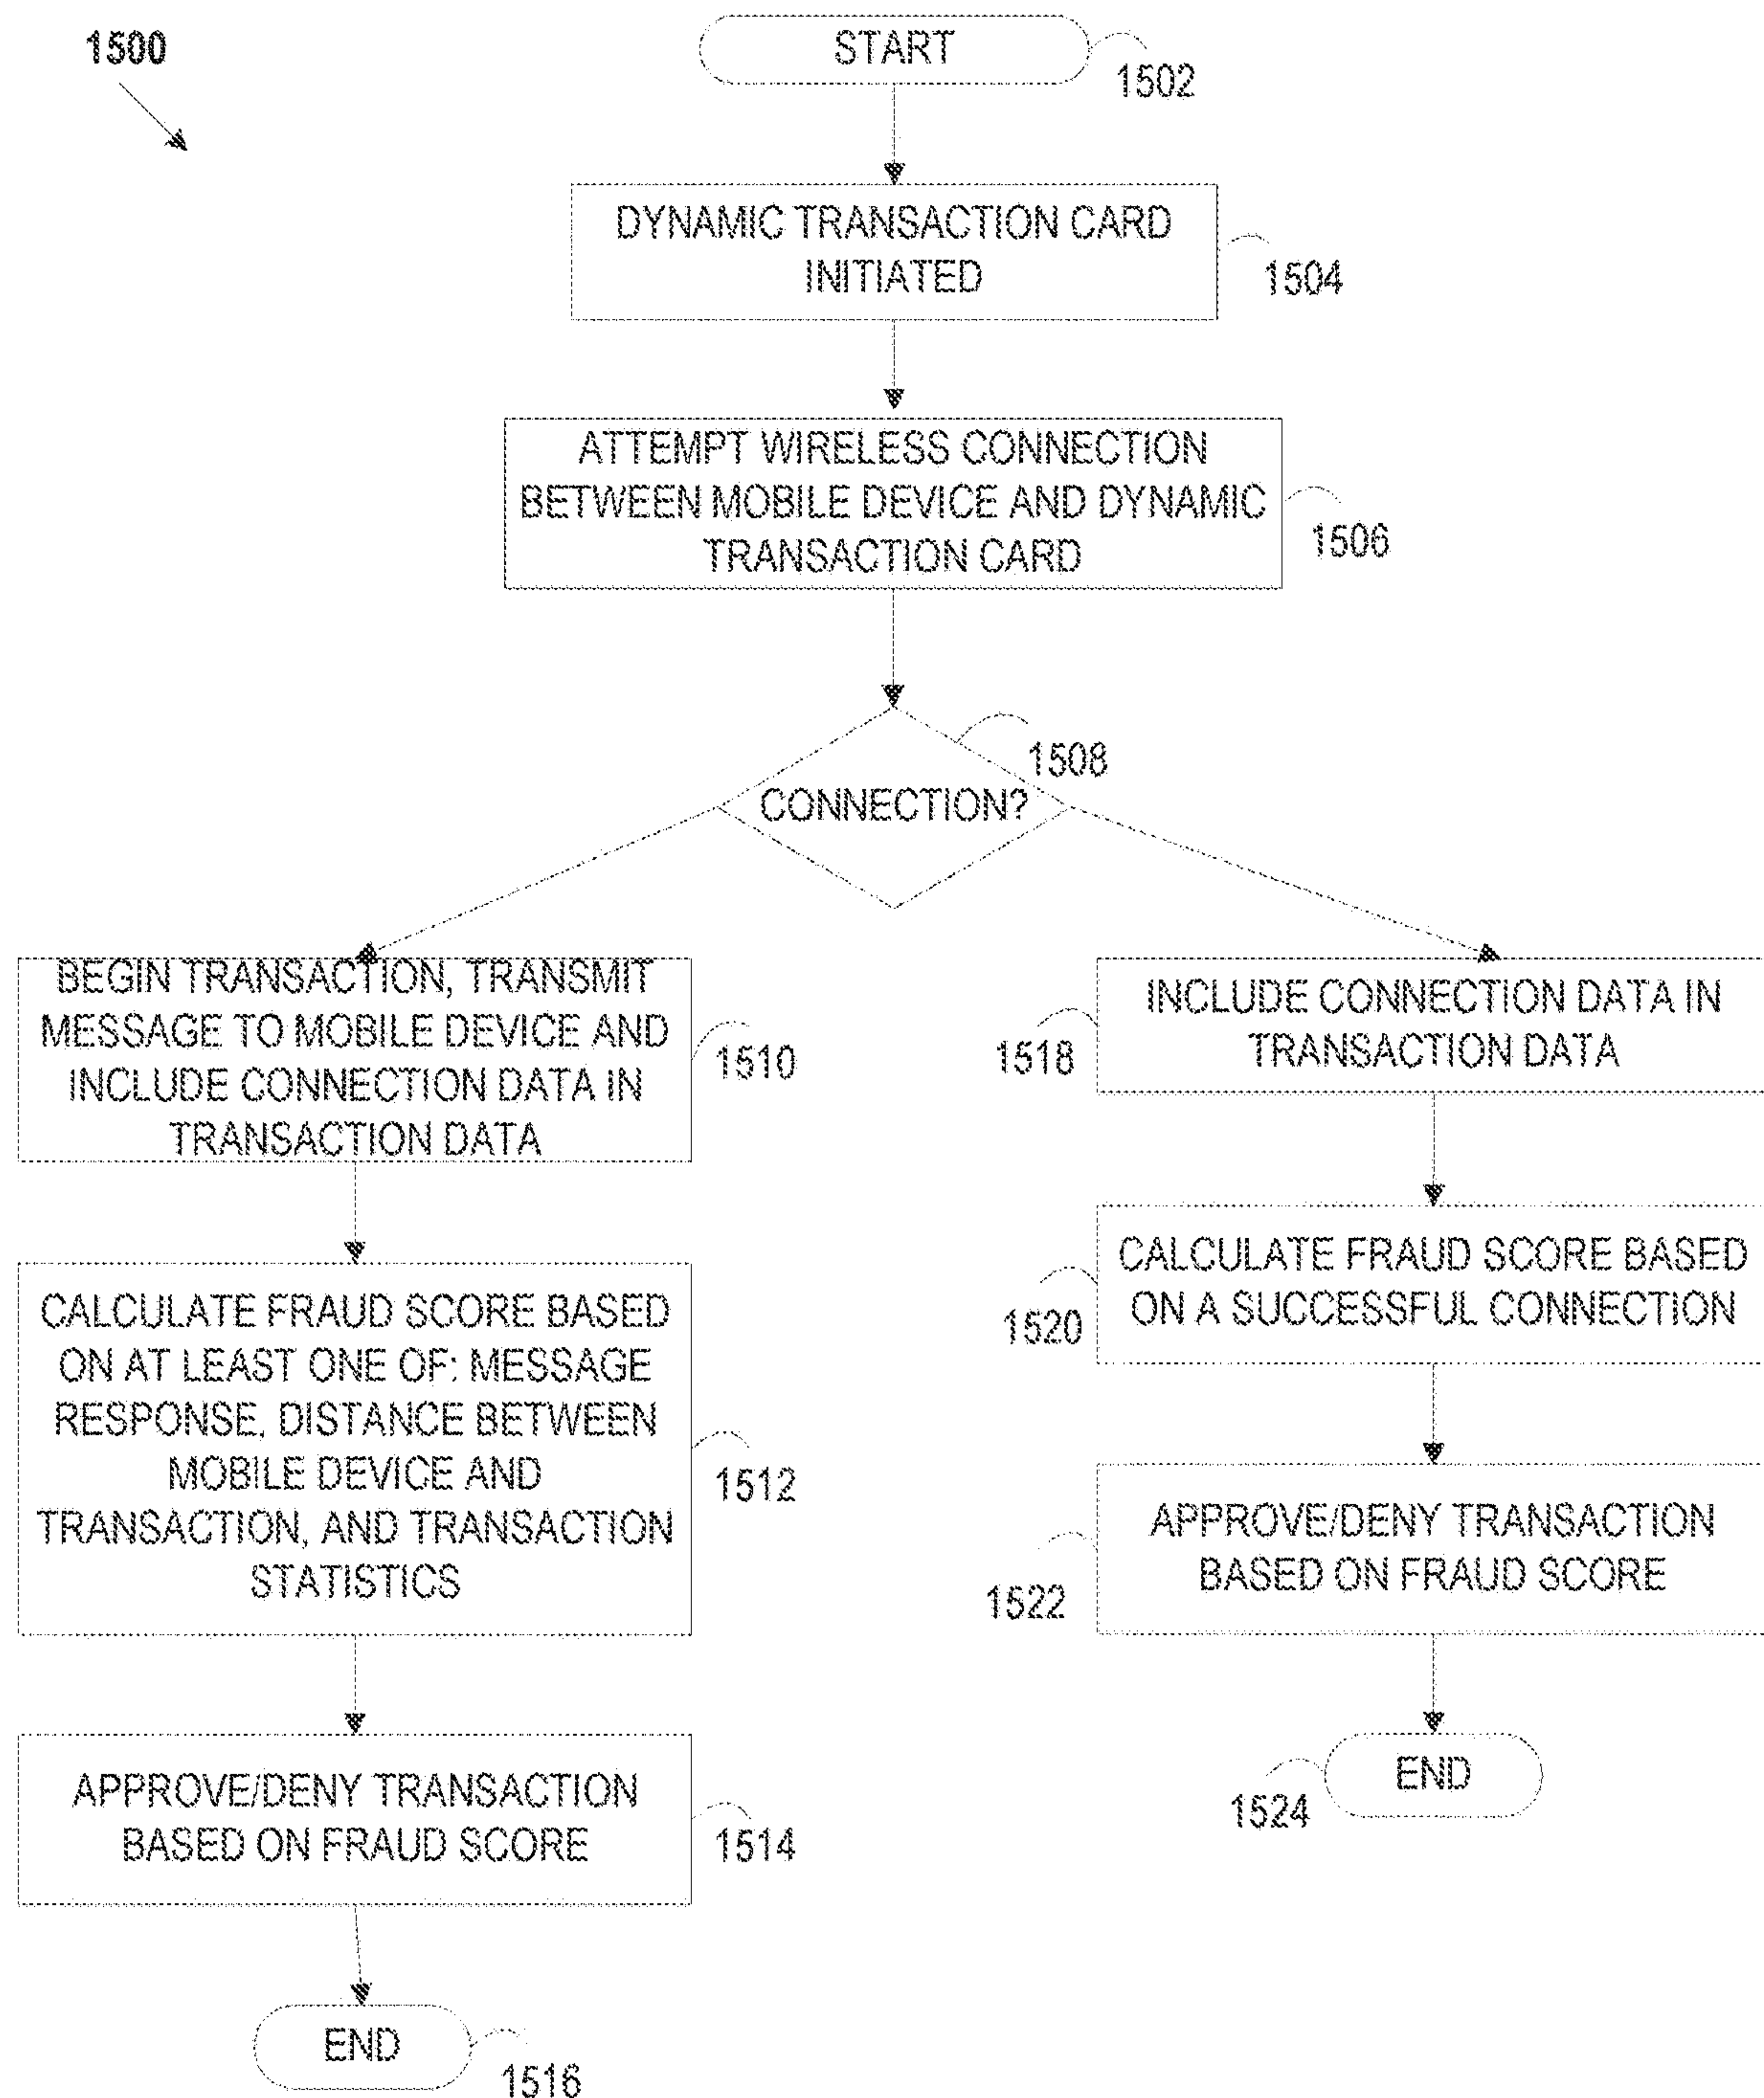 1500
START
1502
DYNAMIC TRANSACTION CARD
INITIATED
1504
ATTEMPT WIRELESS CONNECTION
BETWEEN MOBILE DEVICE AND DYNAMIC
TRANSACTION CARD
1506
1508
CONNECTION?
BEGIN TRANSACTION, TRANSMIT
MESSAGE TO MOBILE DEVICE AND
INCLUDE CONNECTION DATA IN
TRANSACTION DATA
1510
CALCULATE FRAUD SCORE BASED
ON AT LEAST ONE OF: MESSAGE
RESPONSE, DISTANCE BETWEEN
MOBILE DEVICE AND
TRANSACTION, AND TRANSACTION
STATISTICS
1512
APPROVE/DENY TRANSACTION
BASED ON FRAUD SCORE
1514
END
1516
INCLUDE CONNECTION DATA IN
TRANSACTION DATA
1518
CALCULATE FRAUD SCORE BASED
ON A SUCCESSFUL CONNECTION
1520
APPROVE/DENY TRANSACTION
BASED ON FRAUD SCORE
1522
END
1524